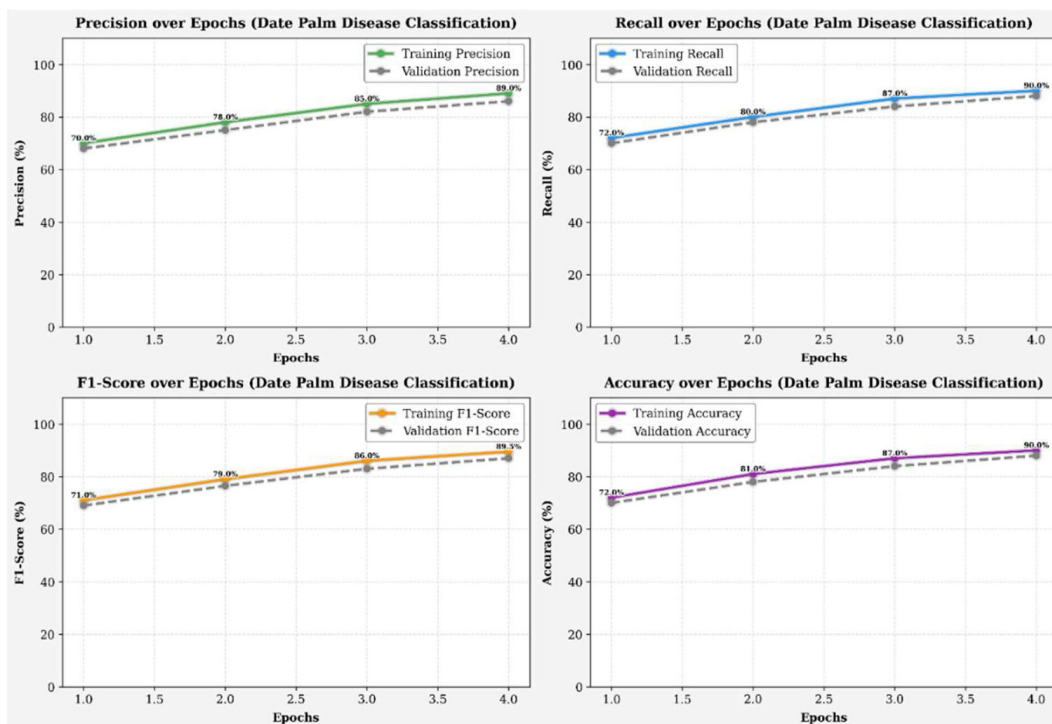 Precision over Epochs (Date Palm Disease Classification)
Training Precision
Validation Precision
100
80
60
40
20
0
Precision (%)
70.0%
78.0%
85.0%
89.0%
1.0 1.5 2.0 2.5 3.0 3.5 4.0
Epochs
Recall over Epochs (Date Palm Disease Classification)
Training Recall
Validation Recall
100
80
60
40
20
0
Recall (%)
72.0%
80.0%
87.0%
90.0%
1.0 1.5 2.0 2.5 3.0 3.5 4.0
Epochs
F1-Score over Epochs (Date Palm Disease Classification)
Training F1-Score
Validation F1-Score
100
80
60
40
20
0
F1-Score (%)
71.0%
79.0%
86.0%
89.5%
1.0 1.5 2.0 2.5 3.0 3.5 4.0
Epochs
Accuracy over Epochs (Date Palm Disease Classification)
Training Accuracy
Validation Accuracy
100
80
60
40
20
0
Accuracy (%)
72.0%
81.0%
87.0%
90.0%
1.0 1.5 2.0 2.5 3.0 3.5 4.0
Epochs